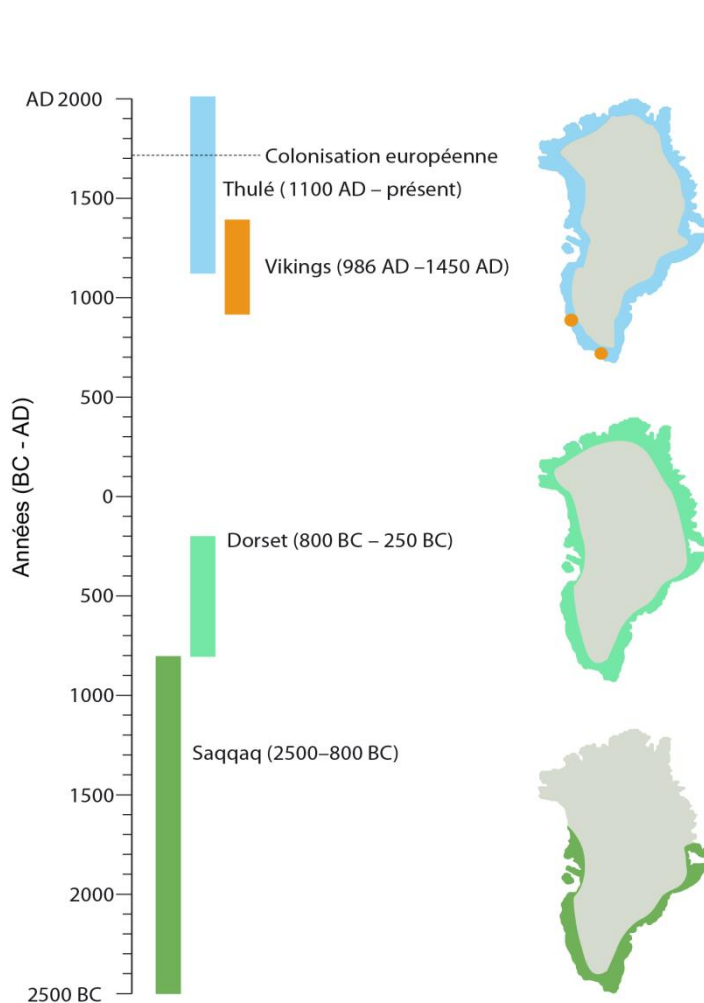 AD 2000
Colonisation européenne
Thulé (1100 AD – présent)
1500
Vikings (986 AD –1450 AD)
1000
500
Années (BC - AD)
0
Dorset (800 BC – 250 BC)
500
1000
Saqqaq (2500–800 BC)
1500
2000
2500 BC